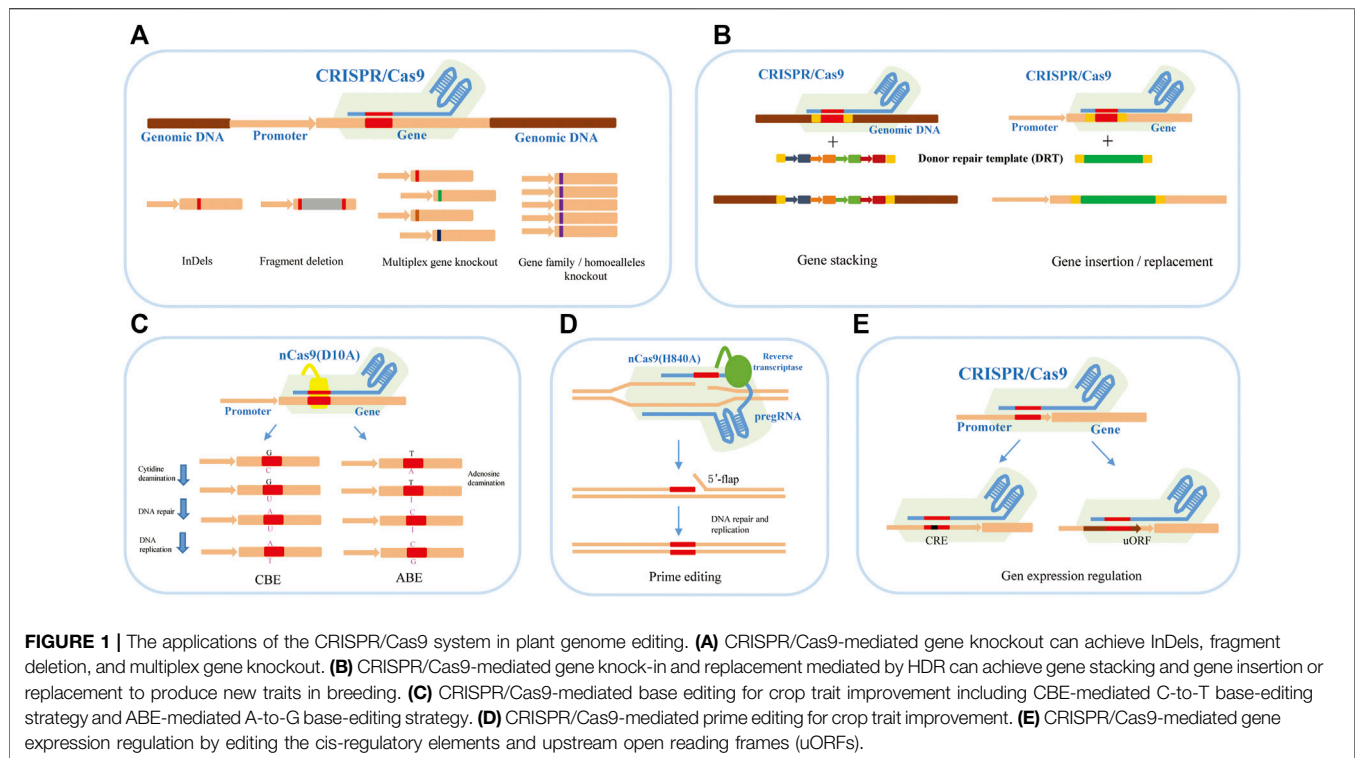 A
CRISPR/Cas9
Genomic DNA
Promoter
Gene
Genomic DNA
InDels
Fragment deletion
Multiplex gene knockout
Gene family / homoalleles
knockout
B
CRISPR/Cas9
Genomic DNA
+
Donor repair template (DRT)
Gene stacking
CRISPR/Cas9
Promoter
Gene
+
Gene insertion / replacement
C
nCas9(D10A)
Promoter
Gene
Cytidine
deamination
DNA repair
DNA
replication
G
C
G
U
A
U
A
T
CBE
T
A
T
I
C
I
C
G
Adenosine
deamination
ABE
D
nCas9(H840A)
Reverse
transcriptase
pregRNA
5'-flap
DNA repair and
replication
Prime editing
E
CRISPR/Cas9
Promoter
Gene
CRE
uORF
Gen expression regulation
FIGURE 1 | The applications of the CRISPR/Cas9 system in plant genome editing. (A) CRISPR/Cas9-mediated gene knockout can achieve InDels, fragment
deletion, and multiplex gene knockout. (B) CRISPR/Cas9-mediated gene knock-in and replacement mediated by HDR can achieve gene stacking and gene insertion or
replacement to produce new traits in breeding. (C) CRISPR/Cas9-mediated base editing for crop trait improvement including CBE-mediated C-to-T base-editing
strategy and ABE-mediated A-to-G base-editing strategy. (D) CRISPR/Cas9-mediated prime editing for crop trait improvement. (E) CRISPR/Cas9-mediated gene
expression regulation by editing the cis-regulatory elements and upstream open reading frames (uORFs).